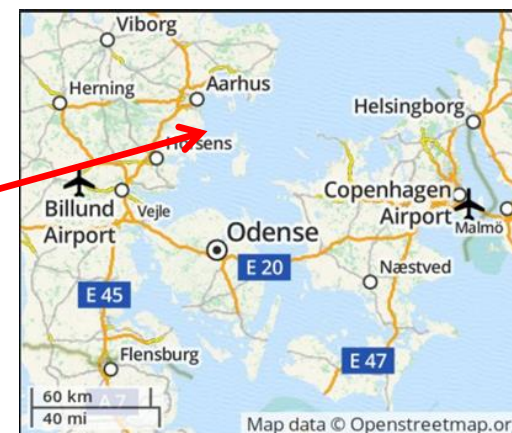 Viborg
Herning
Aarhus
Helsingborg
Copenhagen
Airport
Malmö
Billund
Airport
Vejle
Odense
E 20
Næstved
E 45
Flensburg
E 47
60 km
40 mi
A 7
Map data © Openstreetmap.or